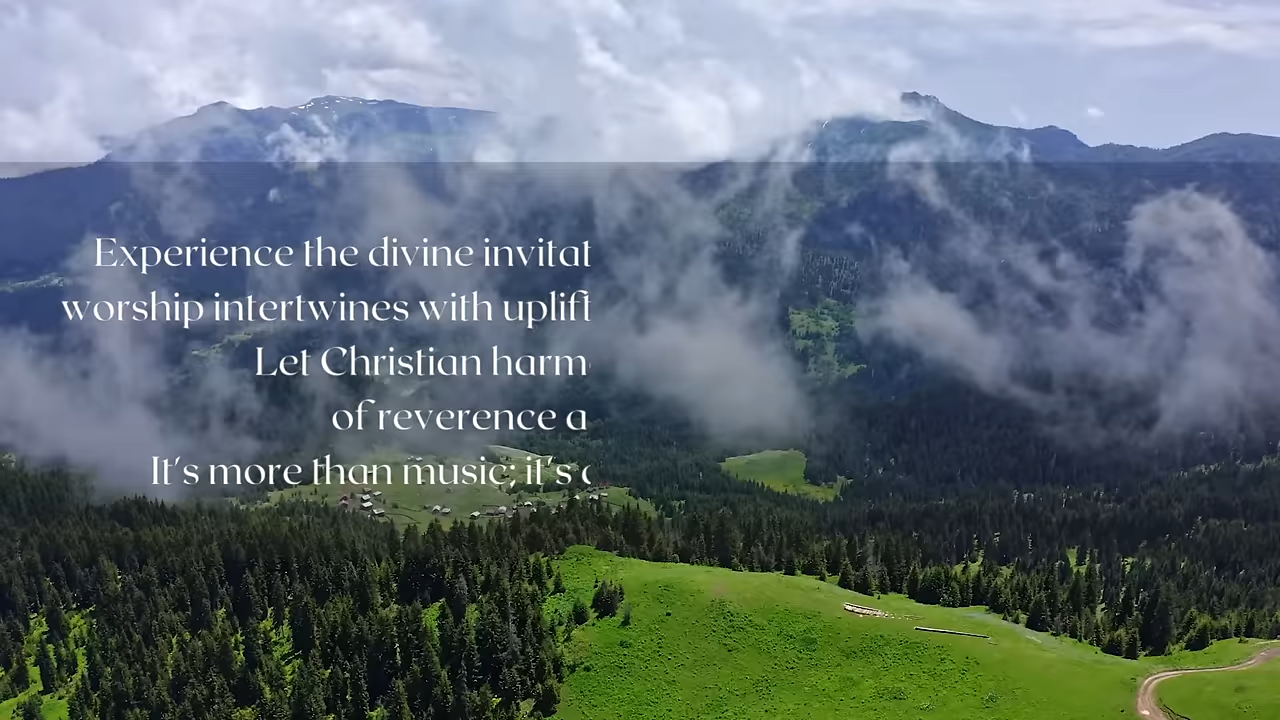 Experience the divine invitat
worship intertwines with uplift
Let Christian harm
of reverence a
It's more than music; it's